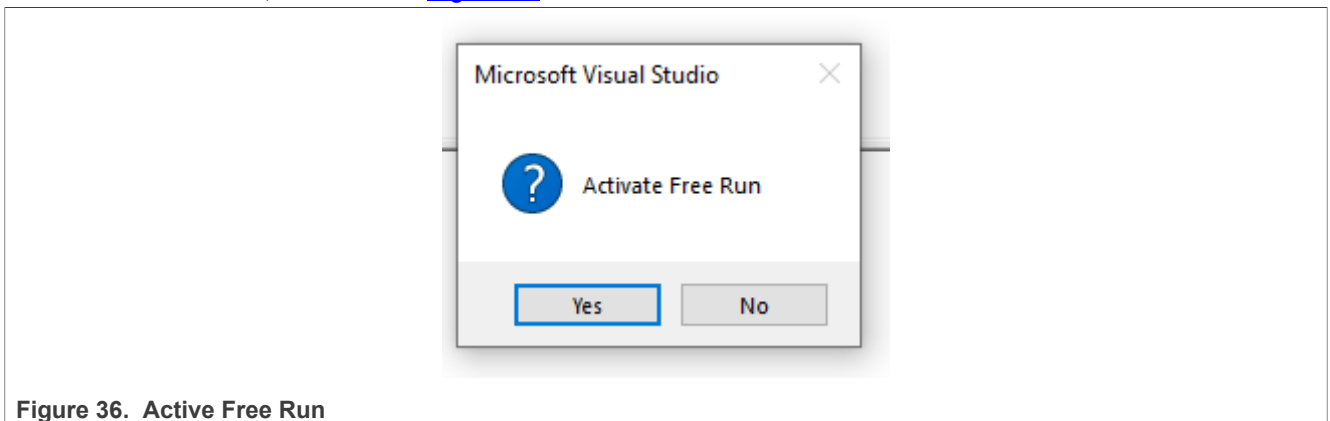 Microsoft Visual Studio
Activate Free Run
Yes No
Figure 36. Active Free Run